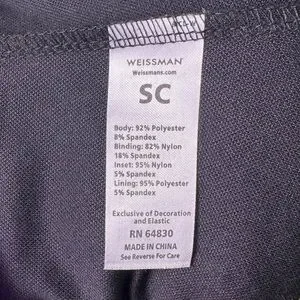 WEISSMAN
Weissmans.com
SC
Body: 92% Polyester
8% Spandex
Binding: 82% Nylon
18% Spandex
Inset: 95% Nylon
5% Spandex
Lining: 95% Polyester
5% Spandex
Exclusive of Decoration
and Elastic
RN 64830
MADE IN CHINA
See Reverse For Care